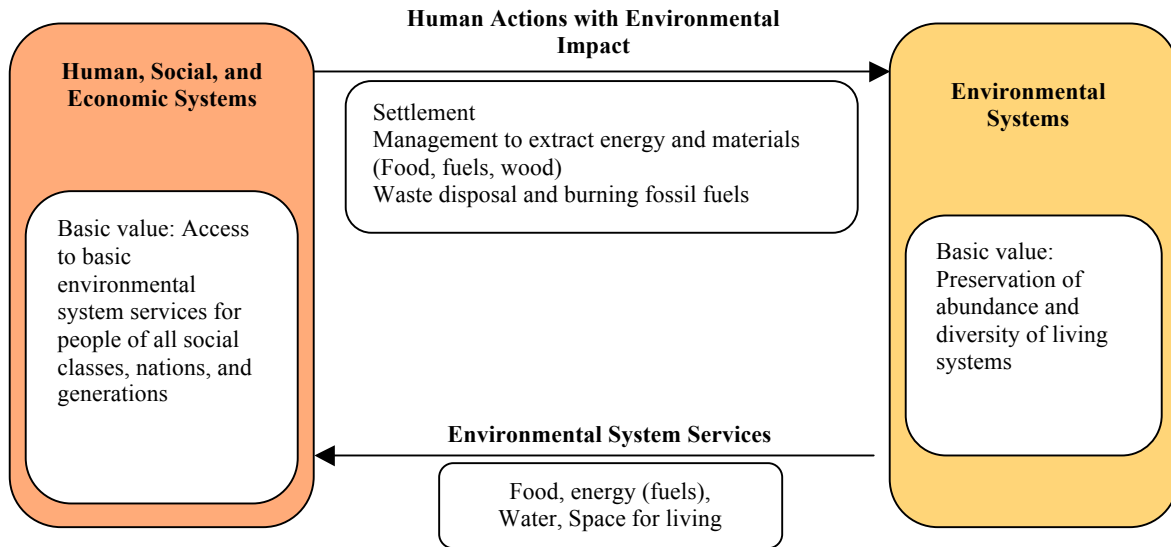 Human Actions with Environmental
Impact
Human, Social, and
Economic Systems
Settlement
Management to extract energy and materials
(Food, fuels, wood)
Waste disposal and burning fossil fuels
Environmental
Systems
Basic value: Access
to basic
environmental
system services for
people of all social
classes, nations, and
generations
Basic value:
Preservation of
abundance and
diversity of living
systems
Environmental System Services
Food, energy (fuels),
Water, Space for living